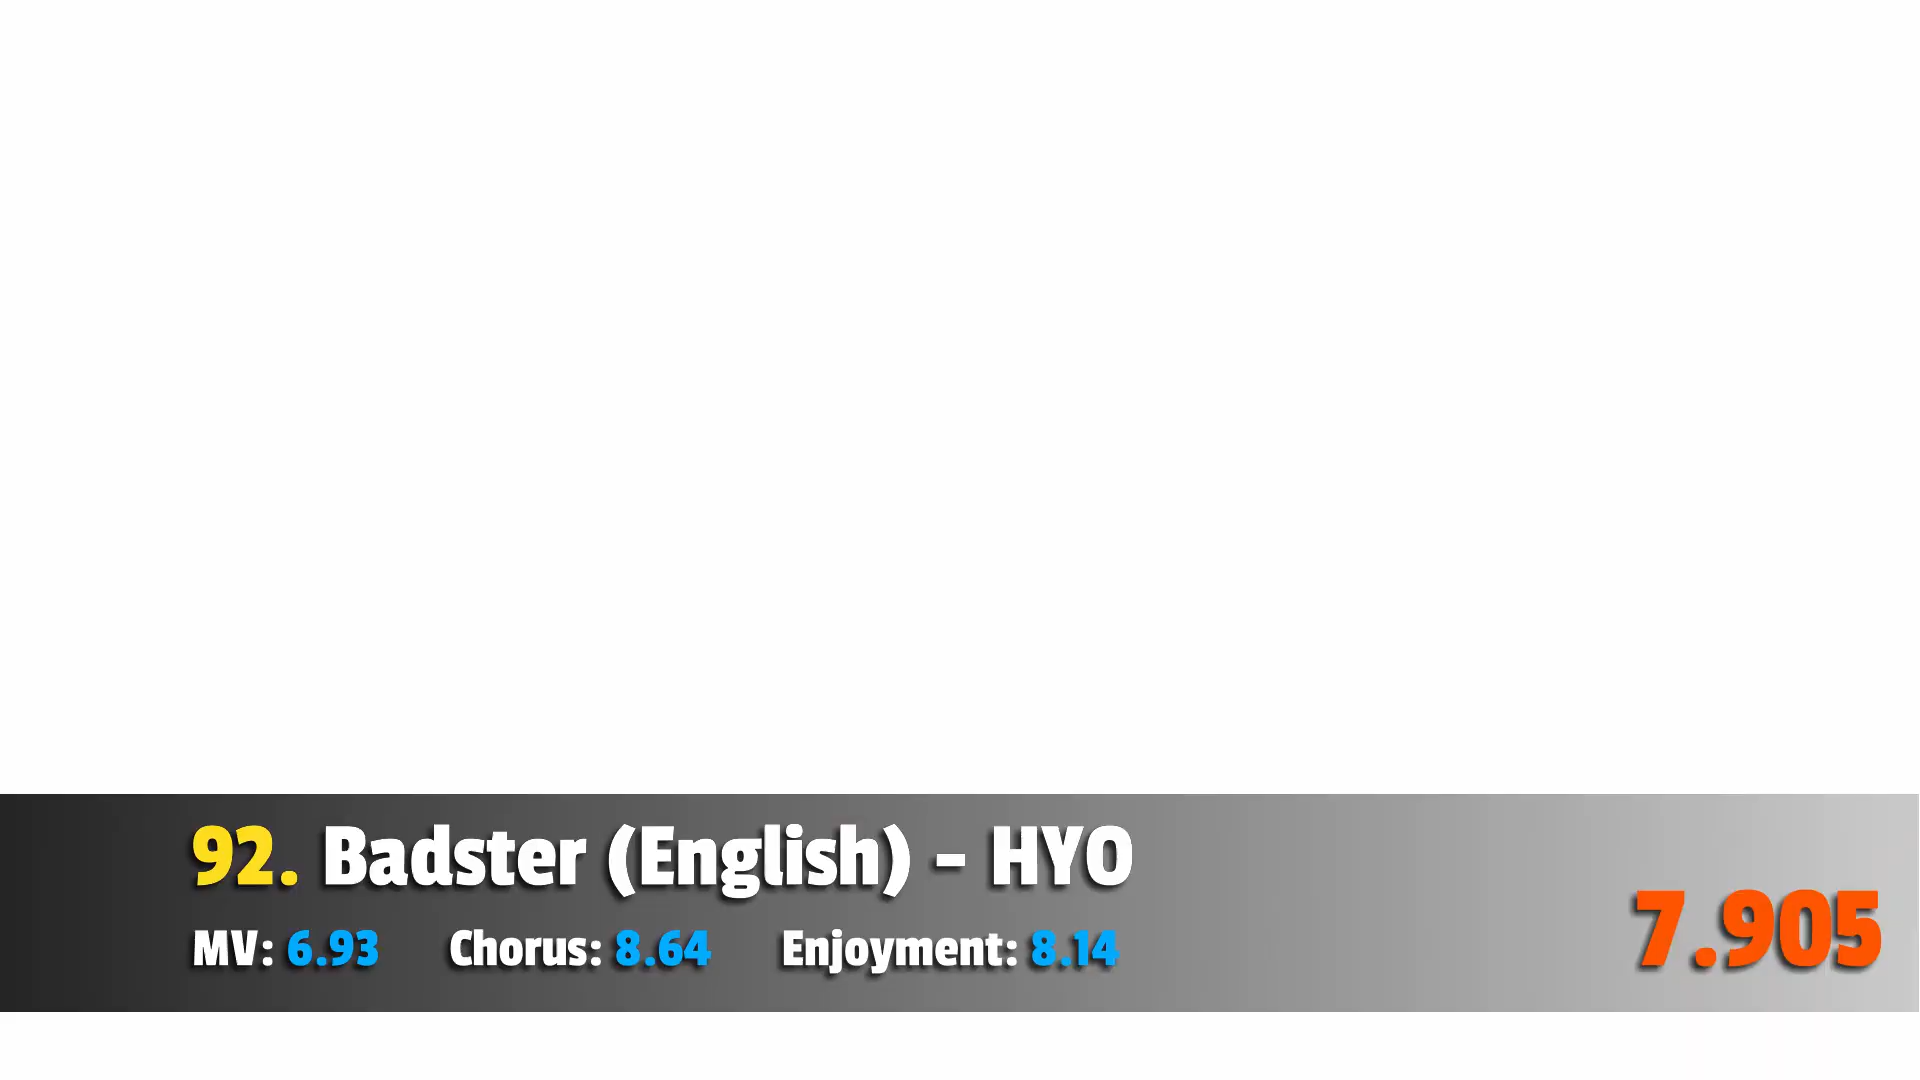 92. Badster (English) - HYO
MV: 6.93 Chorus: 8.64 Enjoyment: 8.14
7.905